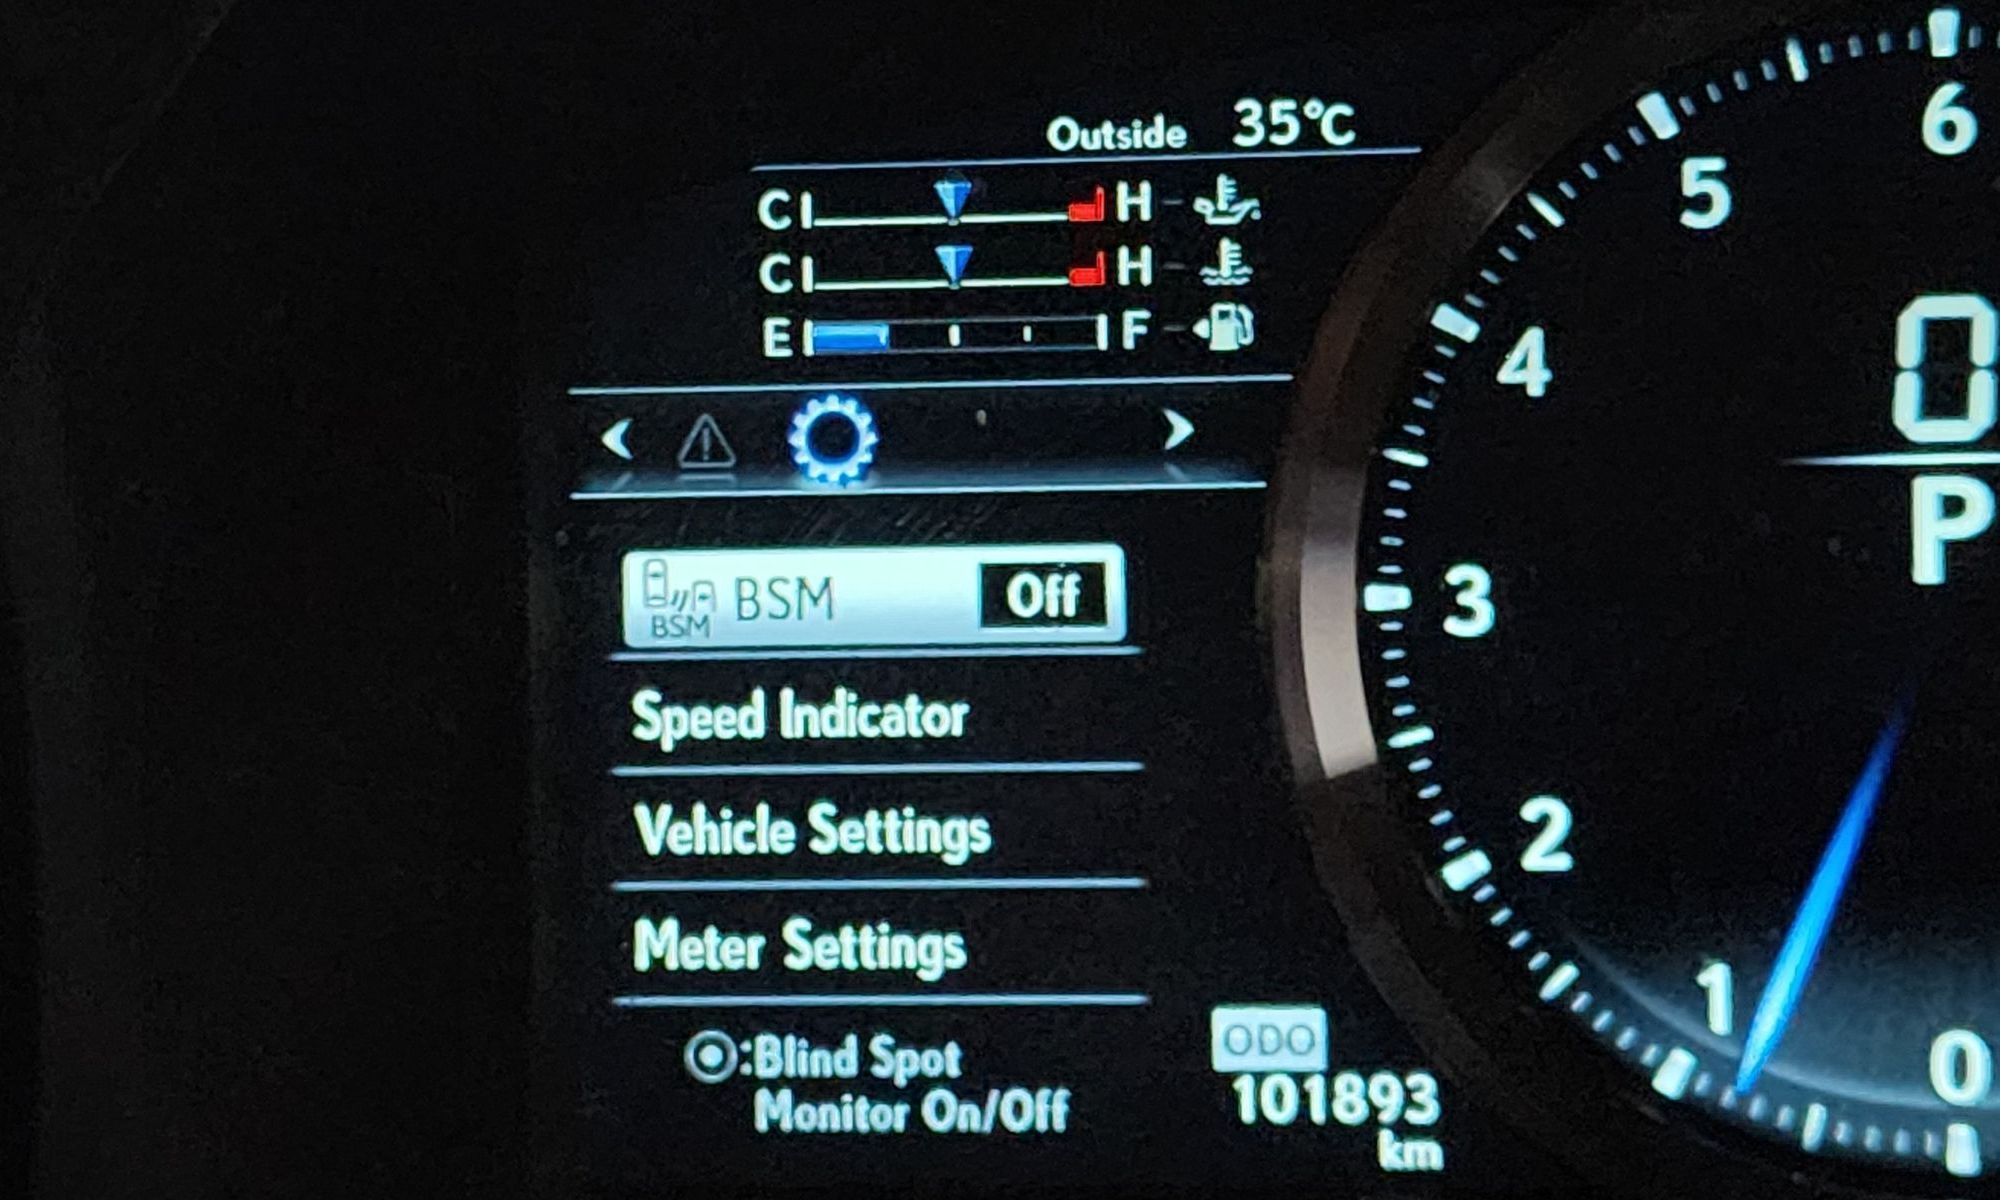 Outside 35°C
C H
C H
E F
BSM BSM Off
Speed Indicator
Vehicle Settings
Meter Settings
:Blind Spot
Monitor On/Off
ODO
101893
km
6
5
4
3
2
1
0
0
P